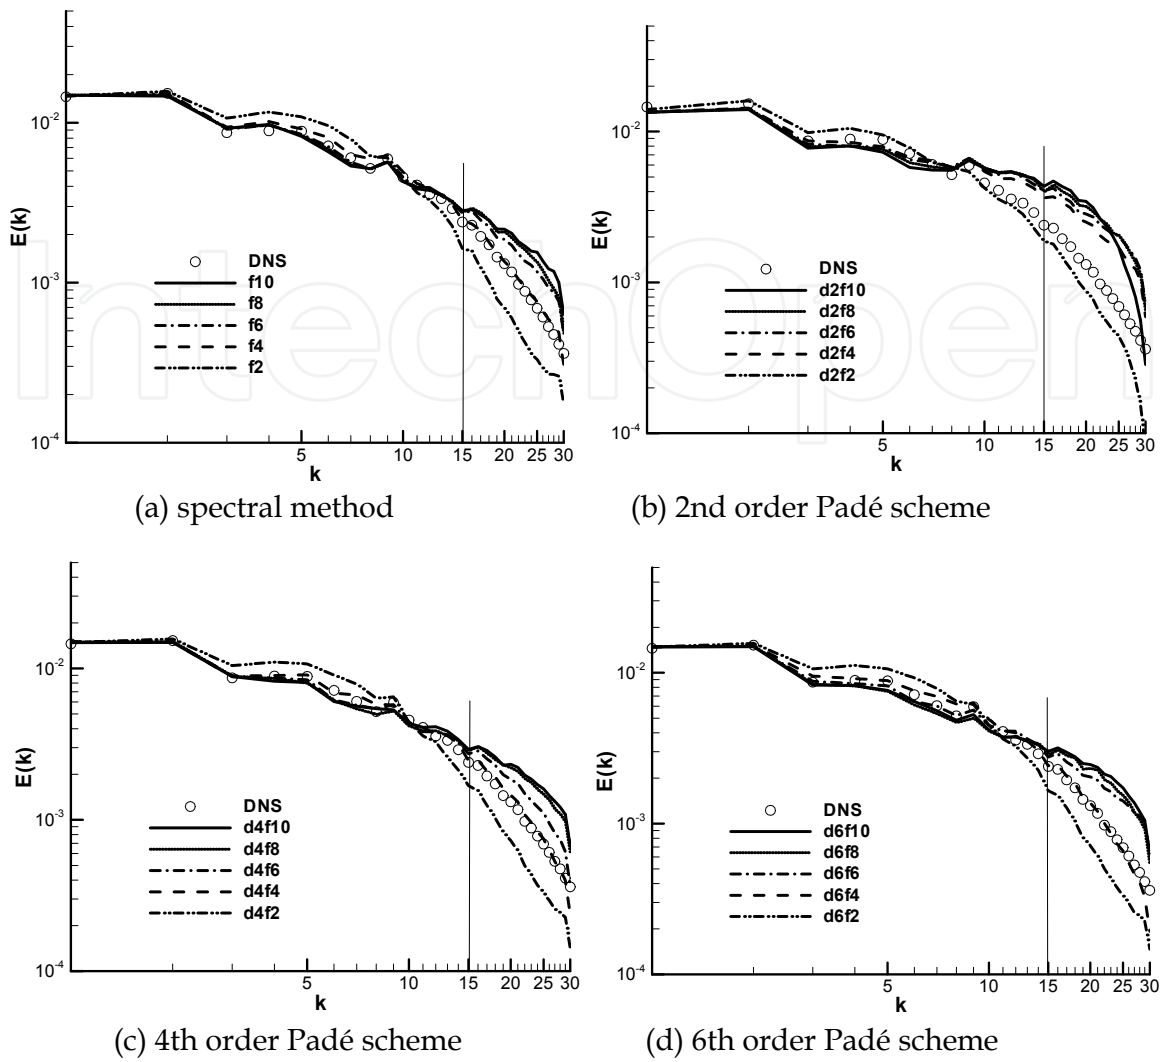 10^-2
10^-3
10^-4
E(k)
DNS
f10
f8
f6
f4
f2
5
10
15
20
25
30
k
(a) spectral method
10^-2
10^-3
10^-4
E(k)
DNS
d2f10
d2f8
d2f6
d2f4
d2f2
5
10
15
20
25
30
k
(b) 2nd order Padé scheme
10^-2
10^-3
10^-4
E(k)
DNS
d4f10
d4f8
d4f6
d4f4
d4f2
5
10
15
20
25
30
k
(c) 4th order Padé scheme
10^-2
10^-3
10^-4
E(k)
DNS
d6f10
d6f8
d6f6
d6f4
d6f2
5
10
15
20
25
30
k
(d) 6th order Padé scheme
IntechOpen